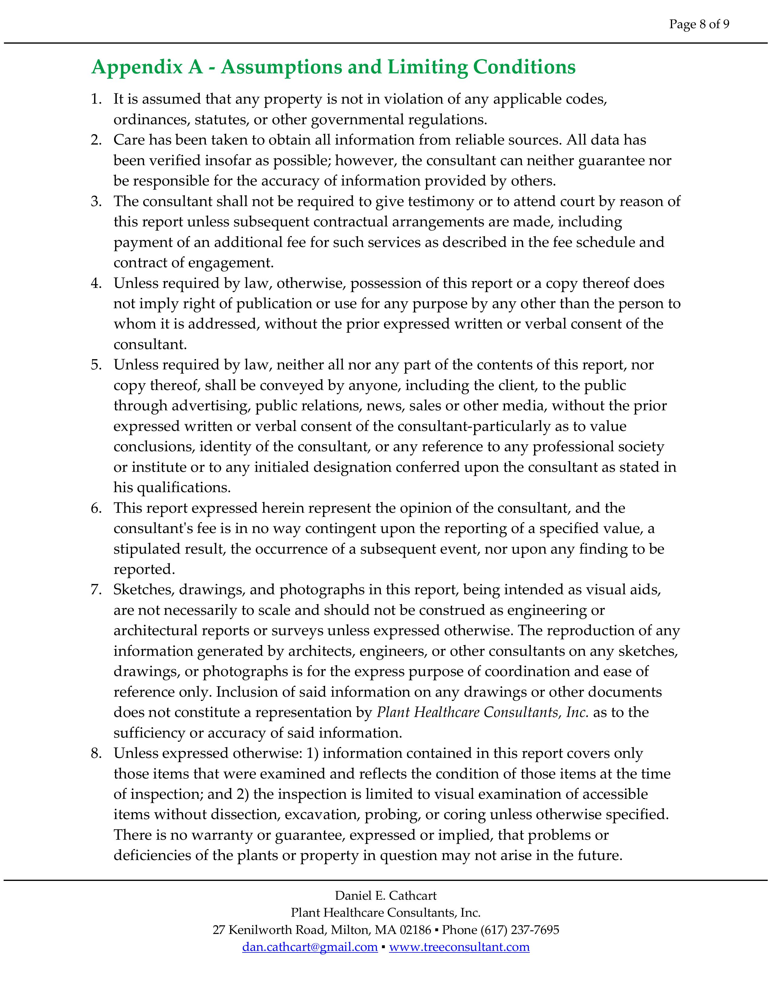 Page 8 of 9
Appendix A - Assumptions and Limiting Conditions
1. It is assumed that any property is not in violation of any applicable codes,
ordinances, statutes, or other governmental regulations.
2. Care has been taken to obtain all information from reliable sources. All data has
been verified insofar as possible; however, the consultant can neither guarantee nor
be responsible for the accuracy of information provided by others.
3. The consultant shall not be required to give testimony or to attend court by reason of
this report unless subsequent contractual arrangements are made, including
payment of an additional fee for such services as described in the fee schedule and
contract of engagement.
4. Unless required by law, otherwise, possession of this report or a copy thereof does
not imply right of publication or use for any purpose by any other than the person to
whom it is addressed, without the prior expressed written or verbal consent of the
consultant.
5. Unless required by law, neither all nor any part of the contents of this report, nor
copy thereof, shall be conveyed by anyone, including the client, to the public
through advertising, public relations, news, sales or other media, without the prior
expressed written or verbal consent of the consultant-particularly as to value
conclusions, identity of the consultant, or any reference to any professional society
or institute or to any initialed designation conferred upon the consultant as stated in
his qualifications.
6. This report expressed herein represent the opinion of the consultant, and the
consultant's fee is in no way contingent upon the reporting of a specified value, a
stipulated result, the occurrence of a subsequent event, nor upon any finding to be
reported.
7. Sketches, drawings, and photographs in this report, being intended as visual aids,
are not necessarily to scale and should not be construed as engineering or
architectural reports or surveys unless expressed otherwise. The reproduction of any
information generated by architects, engineers, or other consultants on any sketches,
drawings, or photographs is for the express purpose of coordination and ease of
reference only. Inclusion of said information on any drawings or other documents
does not constitute a representation by Plant Healthcare Consultants, Inc. as to the
sufficiency or accuracy of said information.
8. Unless expressed otherwise: 1) information contained in this report covers only
those items that were examined and reflects the condition of those items at the time
of inspection; and 2) the inspection is limited to visual examination of accessible
items without dissection, excavation, probing, or coring unless otherwise specified.
There is no warranty or guarantee, expressed or implied, that problems or
deficiencies of the plants or property in question may not arise in the future.
Daniel E. Cathcart
Plant Healthcare Consultants, Inc.
27 Kenilworth Road, Milton, MA 02186 ▪ Phone (617) 237-7695
dan.cathcart@gmail.com ▪ www.treeconsultant.com